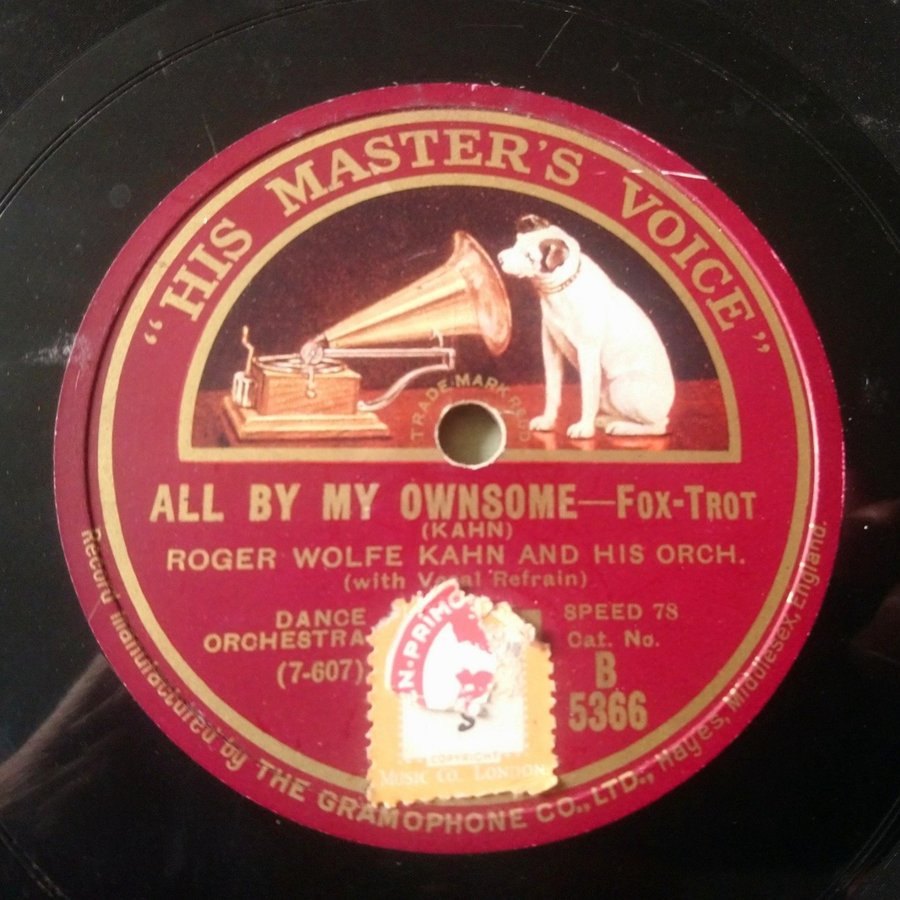 "HIS MASTER'S VOICE"
TRADE-MARK
ALL BY MY OWNSOME—FOX-TROT
(KAHN)
ROGER WOLFE KAHN AND HIS ORCH.
(with Vocal Refrain)
DANCE
ORCHESTRA
(7-607)
SPEED 78
Cat. No.
B
5366
COPYRIGHT
MUSIC CO. LONDON
Record manufactured by THE GRAMOPHONE CO., LTD., Hayes, Middlesex, England.